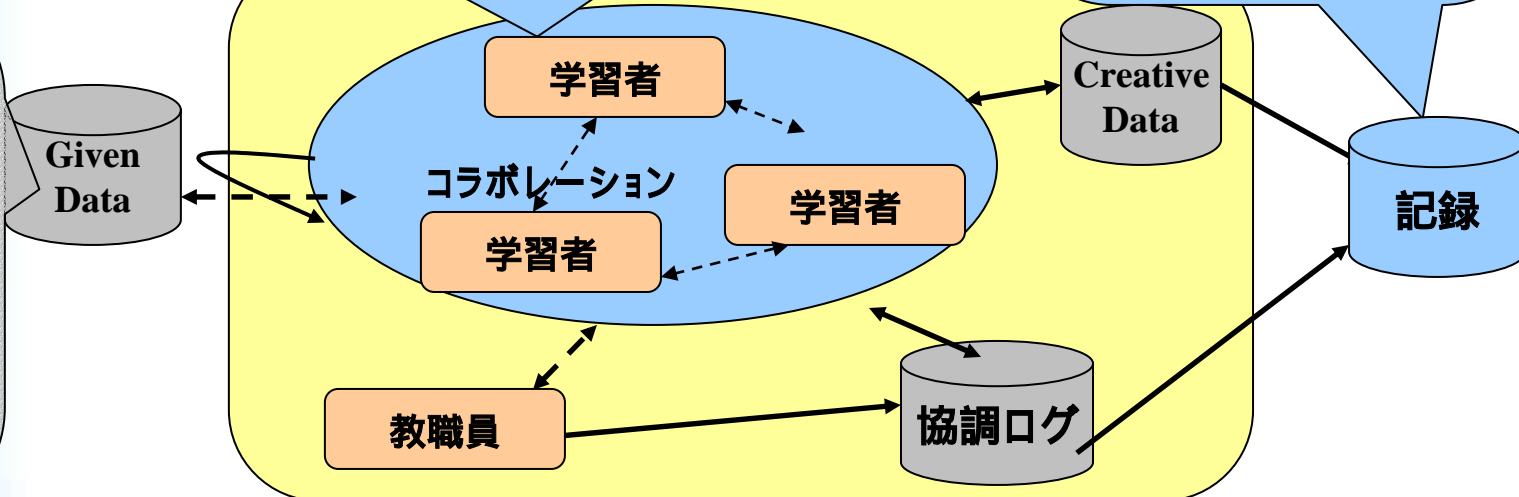 学習者
Creative
Data
Given
Data
コラボレーション
学習者
記録
学習者
教職員
協調ログ